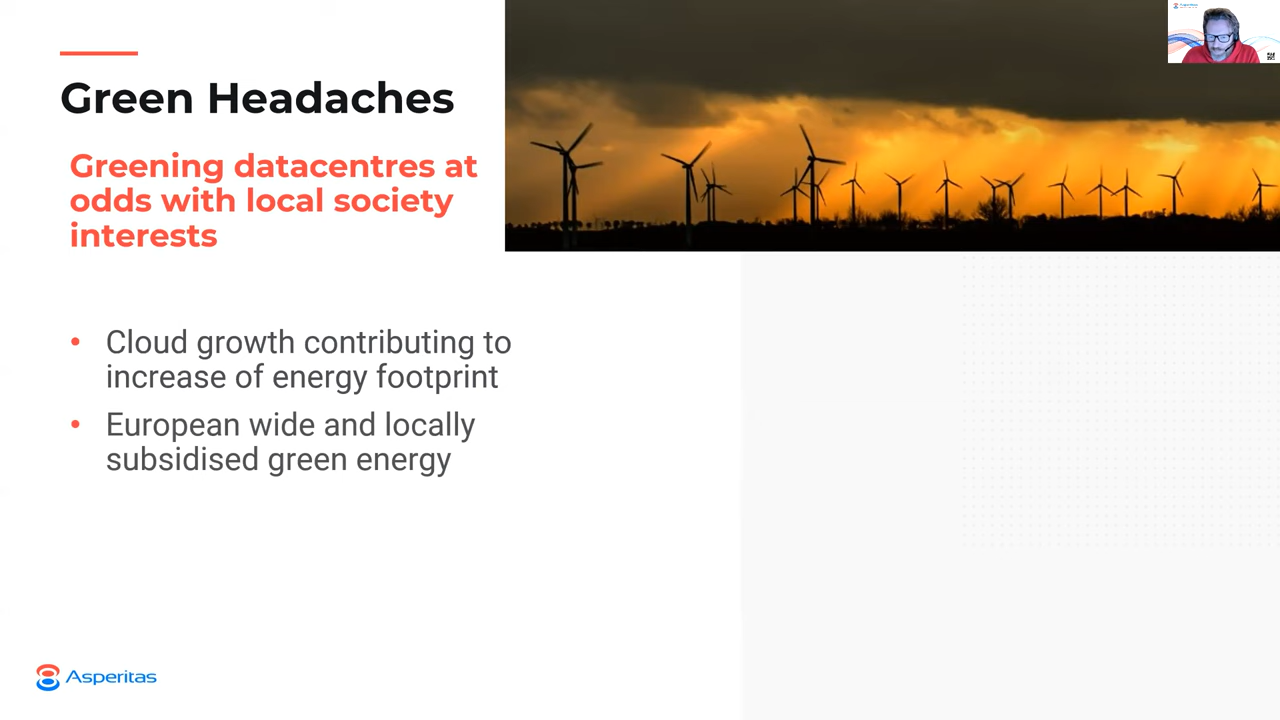 Green Headaches
Greening datacentres at
odds with local society
interests
• Cloud growth contributing to
increase of energy footprint
• European wide and locally
subsidised green energy
Asperitas